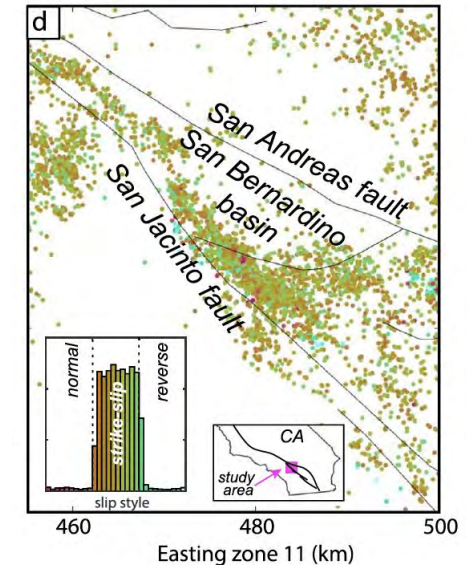 d
San Andreas fault
San Bernardino
basin
San Jacinto fault
normal
strike-slip
reverse
slip style
CA
study
area
460
480
500
Easting zone 11 (km)